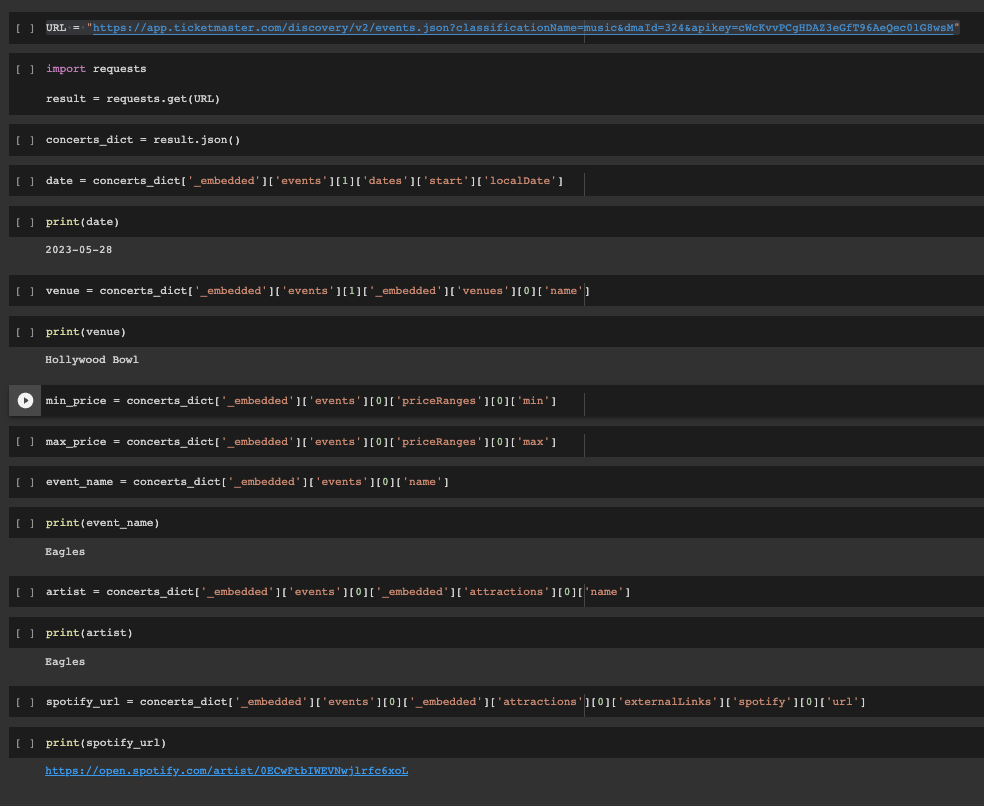 [ ] URL = "https://app.ticketmaster.com/discovery/v2/events.json?classificationName=music&dmaId=324&apikey=cWcKvvPCgHDAZ3eGfT96AeQec01G8wsM"
[ ] import requests
result = requests.get(URL)
[ ] concerts_dict = result.json()
[ ] date = concerts_dict['_embedded']['events'][1]['dates']['start']['localDate']
[ ] print(date)
2023-05-28
[ ] venue = concerts_dict['_embedded']['events'][1]['_embedded']['venues'][0]['name']
[ ] print(venue)
Hollywood Bowl
min_price = concerts_dict['_embedded']['events'][0]['priceRanges'][0]['min']
[ ] max_price = concerts_dict['_embedded']['events'][0]['priceRanges'][0]['max']
[ ] event_name = concerts_dict['_embedded']['events'][0]['name']
[ ] print(event_name)
Eagles
[ ] artist = concerts_dict['_embedded']['events'][0]['_embedded']['attractions'][0]['name']
[ ] print(artist)
Eagles
[ ] spotify_url = concerts_dict['_embedded']['events'][0]['_embedded']['attractions'][0]['externalLinks']['spotify'][0]['url']
[ ] print(spotify_url)
https://open.spotify.com/artist/0ECwFtbIWEVNwjlrfc6xoL